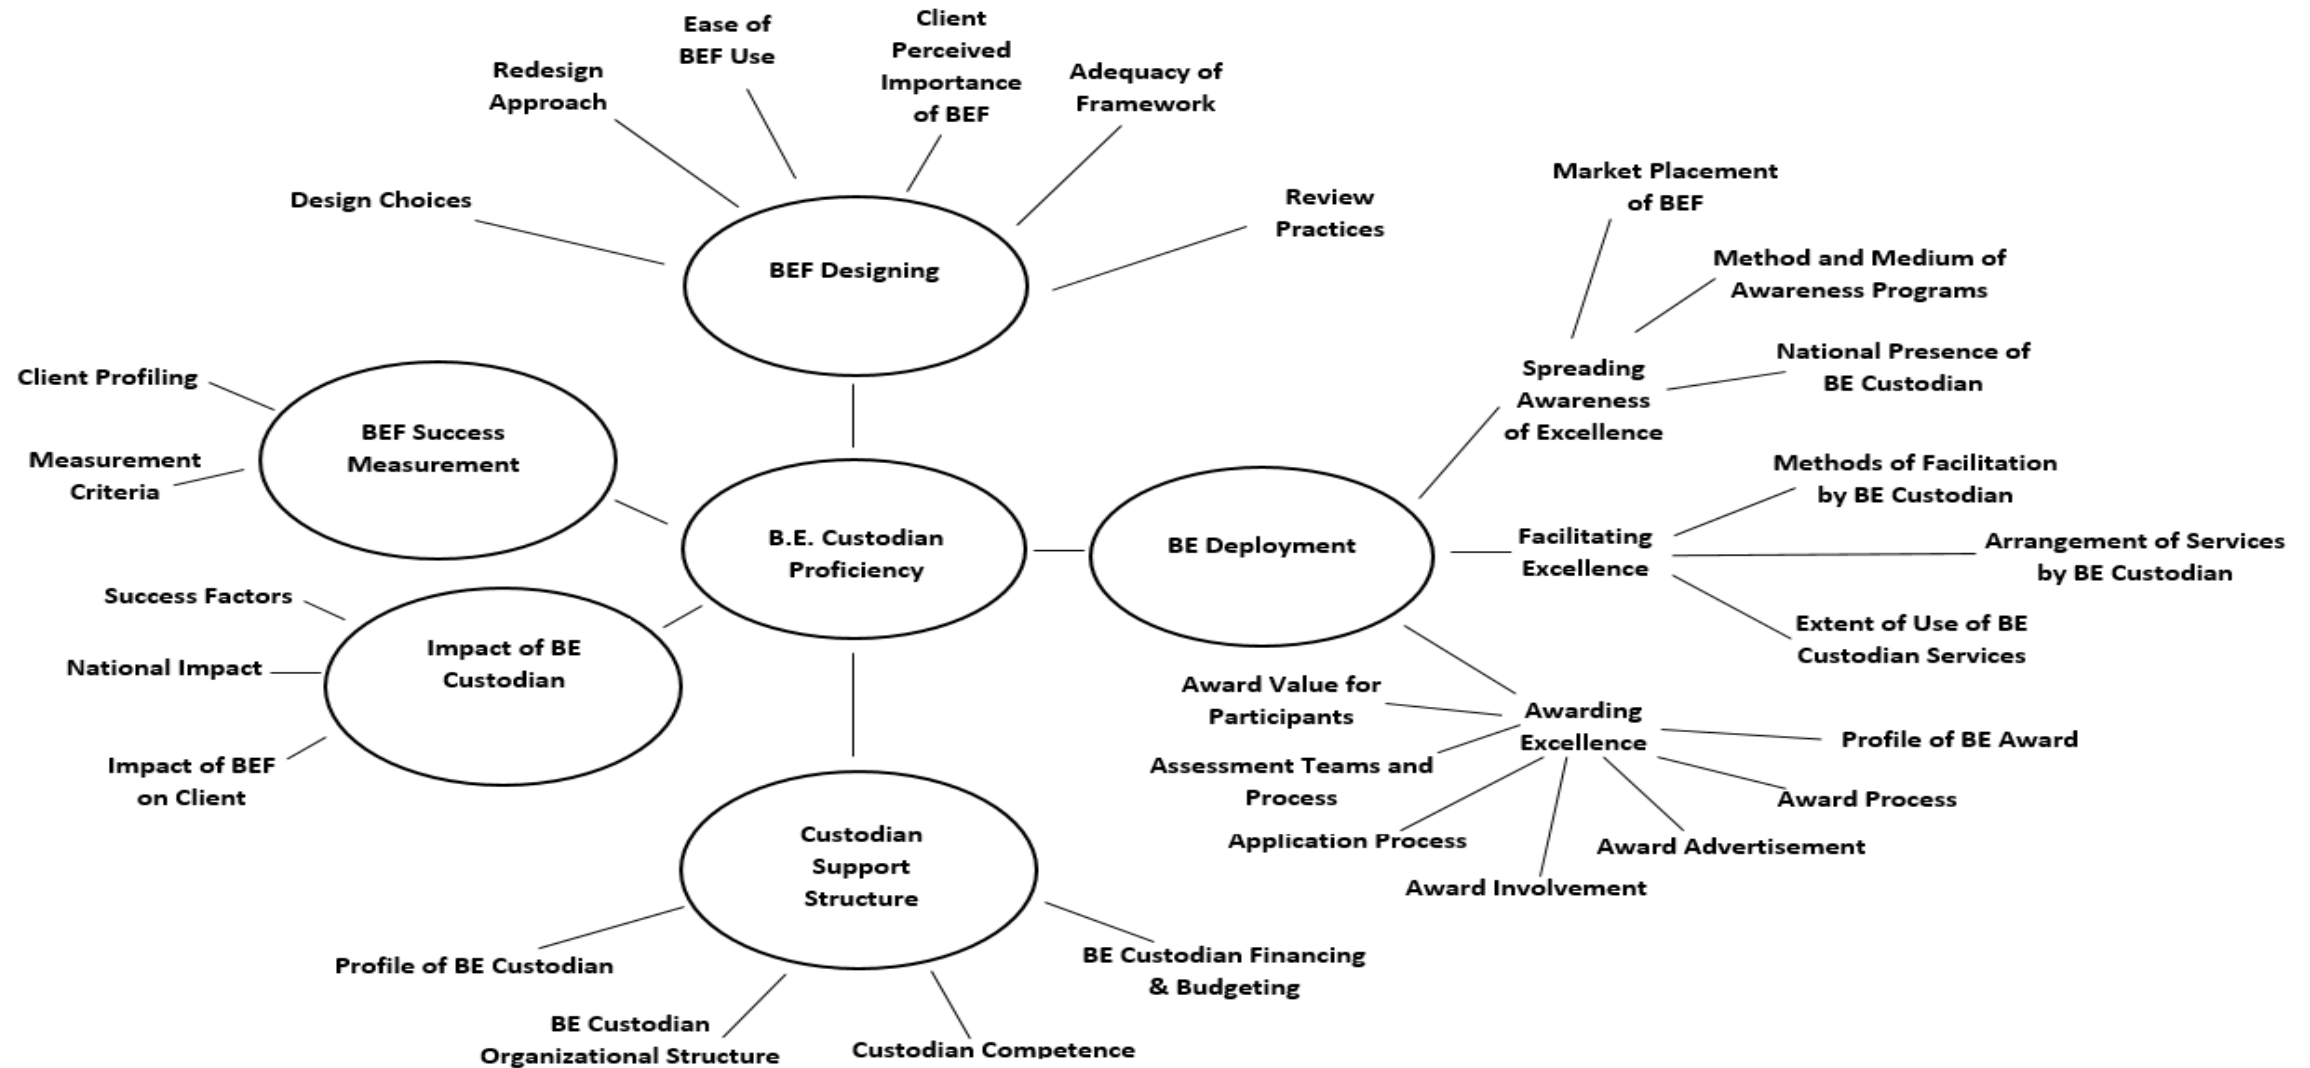 Ease of
BEF Use
Client
Perceived
Importance
of BEF
Redesign
Approach
Adequacy of
Framework
Design Choices
Review
Practices
BEF Designing
Market Placement
of BEF
Method and Medium of
Awareness Programs
National Presence of
BE Custodian
Spreading
Awareness
of Excellence
Client Profiling
Measurement
Criteria
BEF Success
Measurement
B.E. Custodian
Proficiency
BE Deployment
Methods of Facilitation
by BE Custodian
Facilitating
Excellence
Arrangement of Services
by BE Custodian
Extent of Use of BE
Custodian Services
Success Factors
National Impact
Impact of BEF
on Client
Impact of BE
Custodian
Award Value for
Participants
Awarding
Excellence
Profile of BE Award
Assessment Teams and
Process
Award Process
Application Process
Award Advertisement
Award Involvement
Custodian
Support
Structure
Profile of BE Custodian
BE Custodian
Organizational Structure
Custodian Competence
BE Custodian Financing
& Budgeting